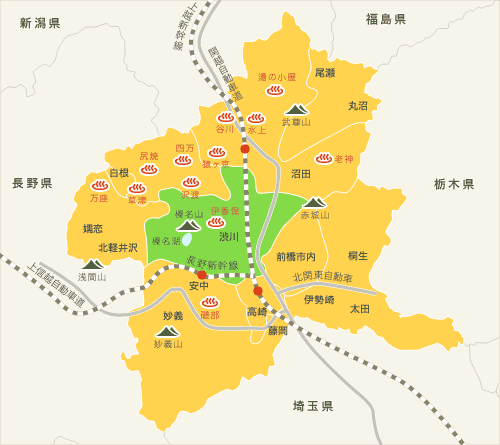 新潟県
福島県
上越新幹線
関越自動車道
湯の小屋
尾瀬
丸沼
武尊山
谷川
水上
四万
猿ヶ京
尻焼
白根
老神
沼田
長野県
万座
草津
沢渡
栃木県
榛名山
伊香保
赤城山
榛名湖
渋川
嬬恋
北軽井沢
浅間山
長野新幹線
前橋市内
桐生
上信越自動車道
北関東自動車
安中
伊勢崎
太田
磯部
高崎
妙義
妙義山
藤岡
埼玉県